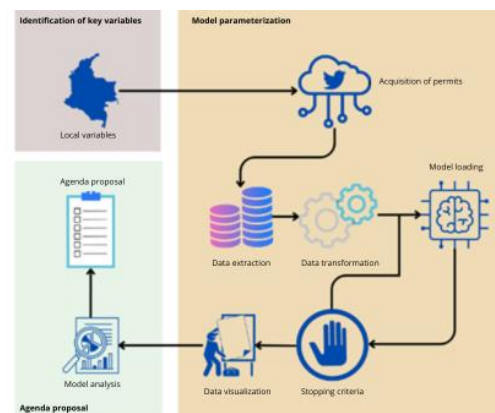 Identification of key variables
Model parameterization
Acquisition of permits
Local variables
Model loading
Agenda proposal
Data extraction
Data transformation
Model analysis
Data visualization
Stopping criteria
Agenda proposal